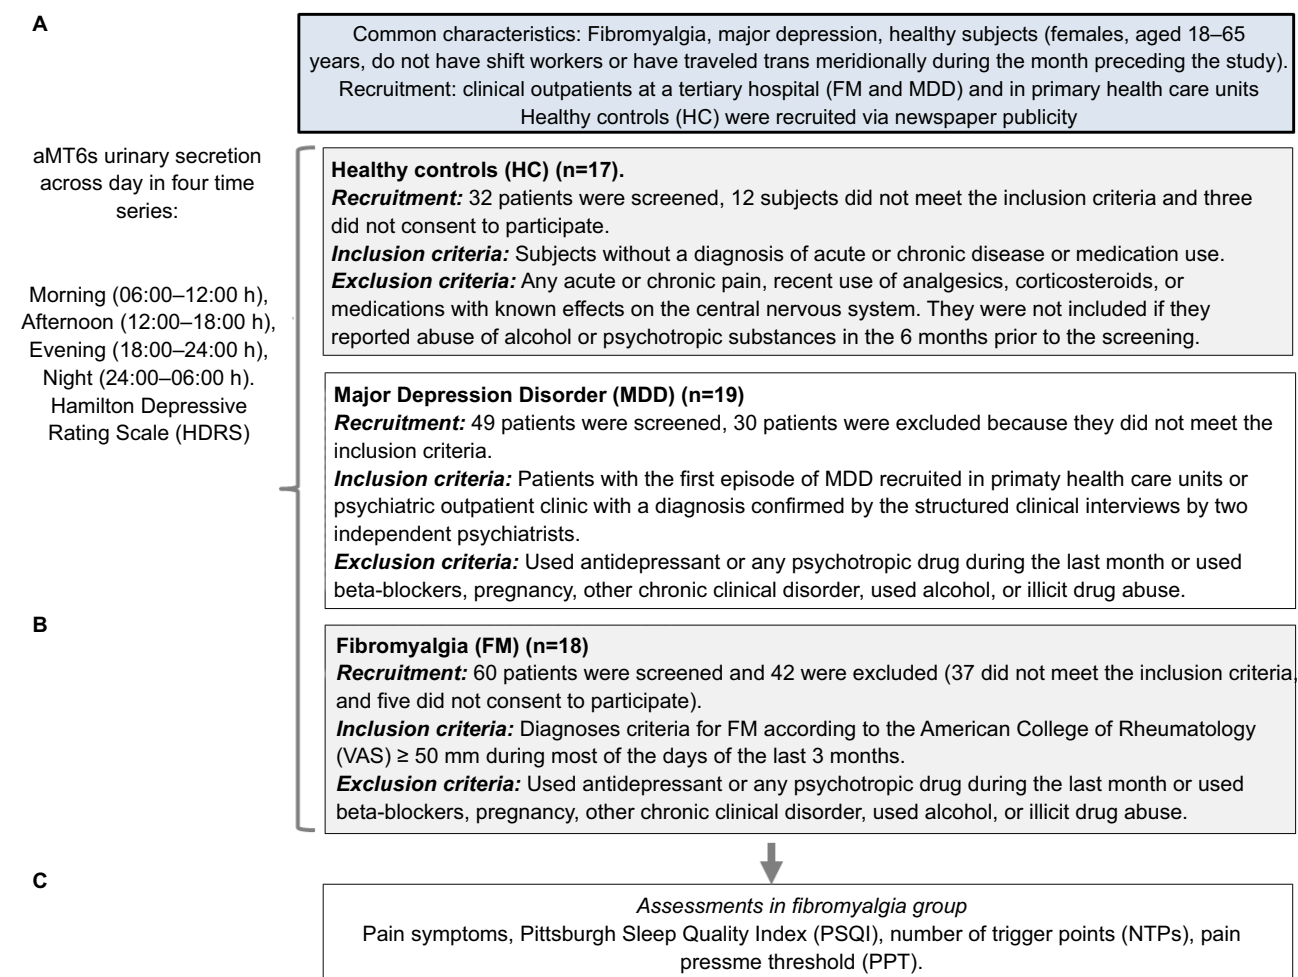 A
Common characteristics: Fibromyalgia, major depression, healthy subjects (females, aged 18–65
years, do not have shift workers or have traveled trans meridionally during the month preceding the study).
Recruitment: clinical outpatients at a tertiary hospital (FM and MDD) and in primary health care units
Healthy controls (HC) were recruited via newspaper publicity
aMT6s urinary secretion
across day in four time
series:
Morning (06:00–12:00 h),
Afternoon (12:00–18:00 h),
Evening (18:00–24:00 h),
Night (24:00–06:00 h).
Hamilton Depressive
Rating Scale (HDRS)
Healthy controls (HC) (n=17).
Recruitment: 32 patients were screened, 12 subjects did not meet the inclusion criteria and three
did not consent to participate.
Inclusion criteria: Subjects without a diagnosis of acute or chronic disease or medication use.
Exclusion criteria: Any acute or chronic pain, recent use of analgesics, corticosteroids, or
medications with known effects on the central nervous system. They were not included if they
reported abuse of alcohol or psychotropic substances in the 6 months prior to the screening.
Major Depression Disorder (MDD) (n=19)
Recruitment: 49 patients were screened, 30 patients were excluded because they did not meet the
inclusion criteria.
Inclusion criteria: Patients with the first episode of MDD recruited in primaty health care units or
psychiatric outpatient clinic with a diagnosis confirmed by the structured clinical interviews by two
independent psychiatrists.
Exclusion criteria: Used antidepressant or any psychotropic drug during the last month or used
beta-blockers, pregnancy, other chronic clinical disorder, used alcohol, or illicit drug abuse.
B
Fibromyalgia (FM) (n=18)
Recruitment: 60 patients were screened and 42 were excluded (37 did not meet the inclusion criteria,
and five did not consent to participate).
Inclusion criteria: Diagnoses criteria for FM according to the American College of Rheumatology
(VAS) ≥ 50 mm during most of the days of the last 3 months.
Exclusion criteria: Used antidepressant or any psychotropic drug during the last month or used
beta-blockers, pregnancy, other chronic clinical disorder, used alcohol, or illicit drug abuse.
C
Assessments in fibromyalgia group
Pain symptoms, Pittsburgh Sleep Quality Index (PSQI), number of trigger points (NTPs), pain
pressme threshold (PPT).